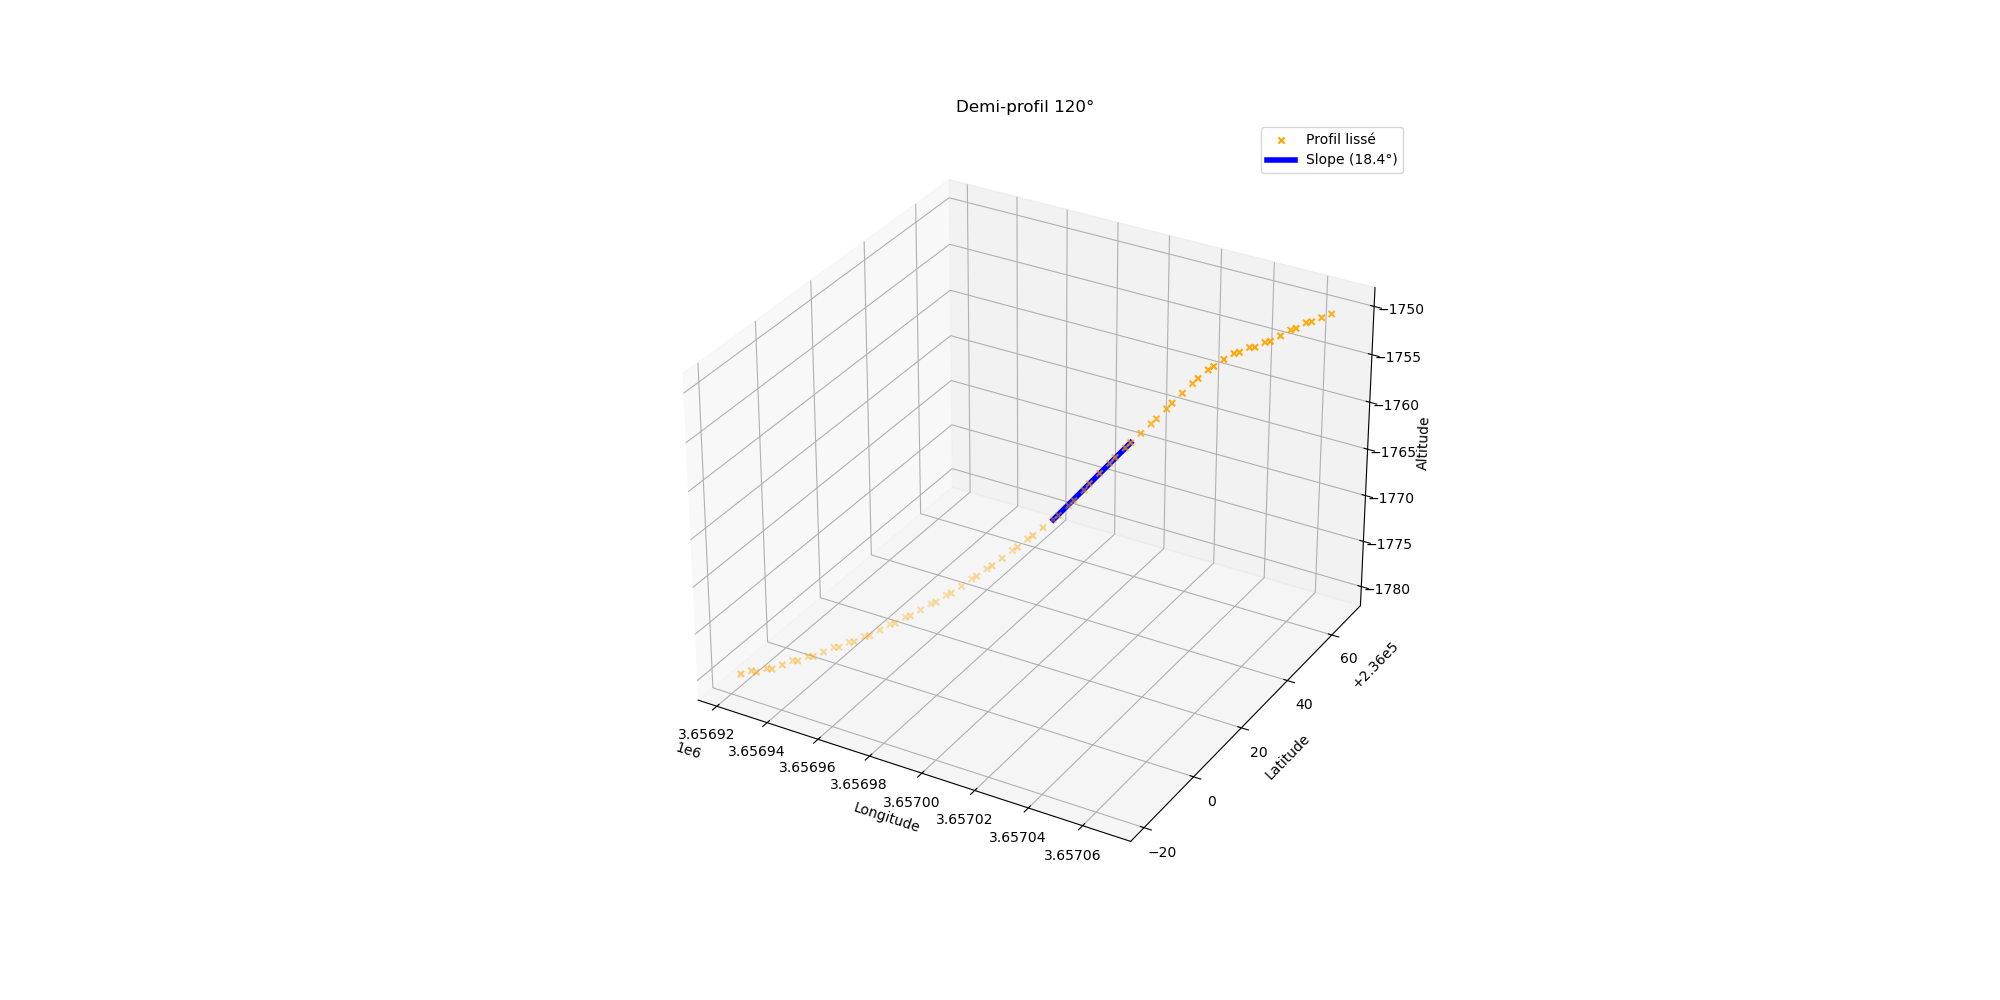 Demi-profil 120°
Profil lissé
Slope (18.4°)
−1750
−1755
−1760
−1765
−1770
−1775
−1780
Altitude
60
40
20
0
−20
+2.36e5
Latitude
3.65692
3.65694
3.65696
3.65698
3.65700
3.65702
3.65704
3.65706
1e6
Longitude